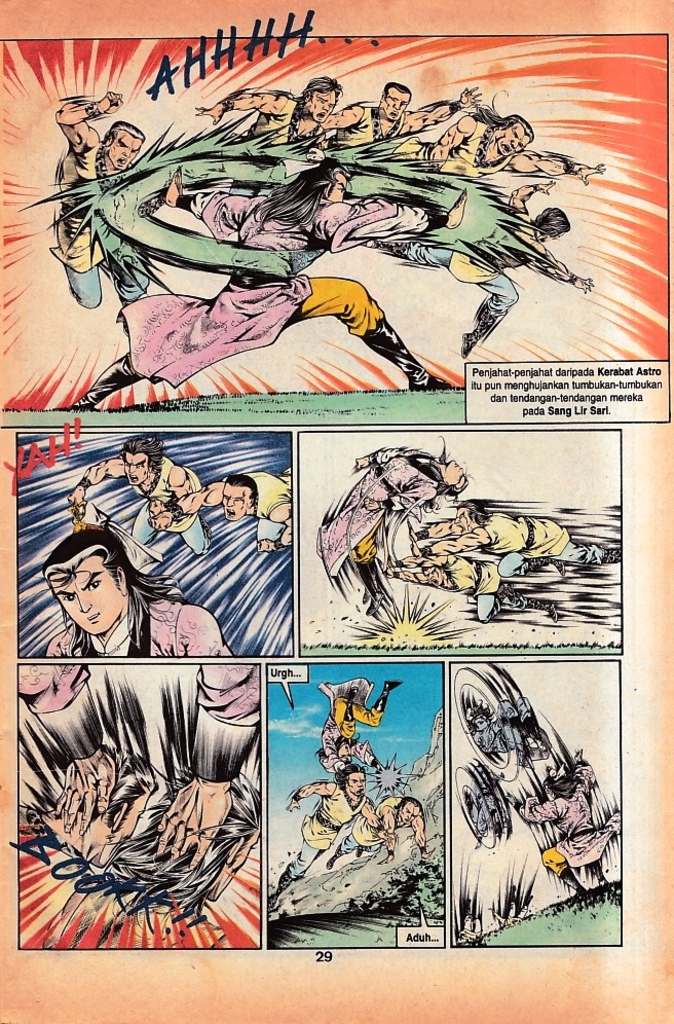 AHHHH...
Penjahat-penjahat daripada Kerabat Astro
itu pun menghujankan tumbukan-tumbukan
dan tendangan-tendangan mereka
pada Sang Lir Sari.
YAH!
Urgh...
BOOKK!!
Aduh...
29